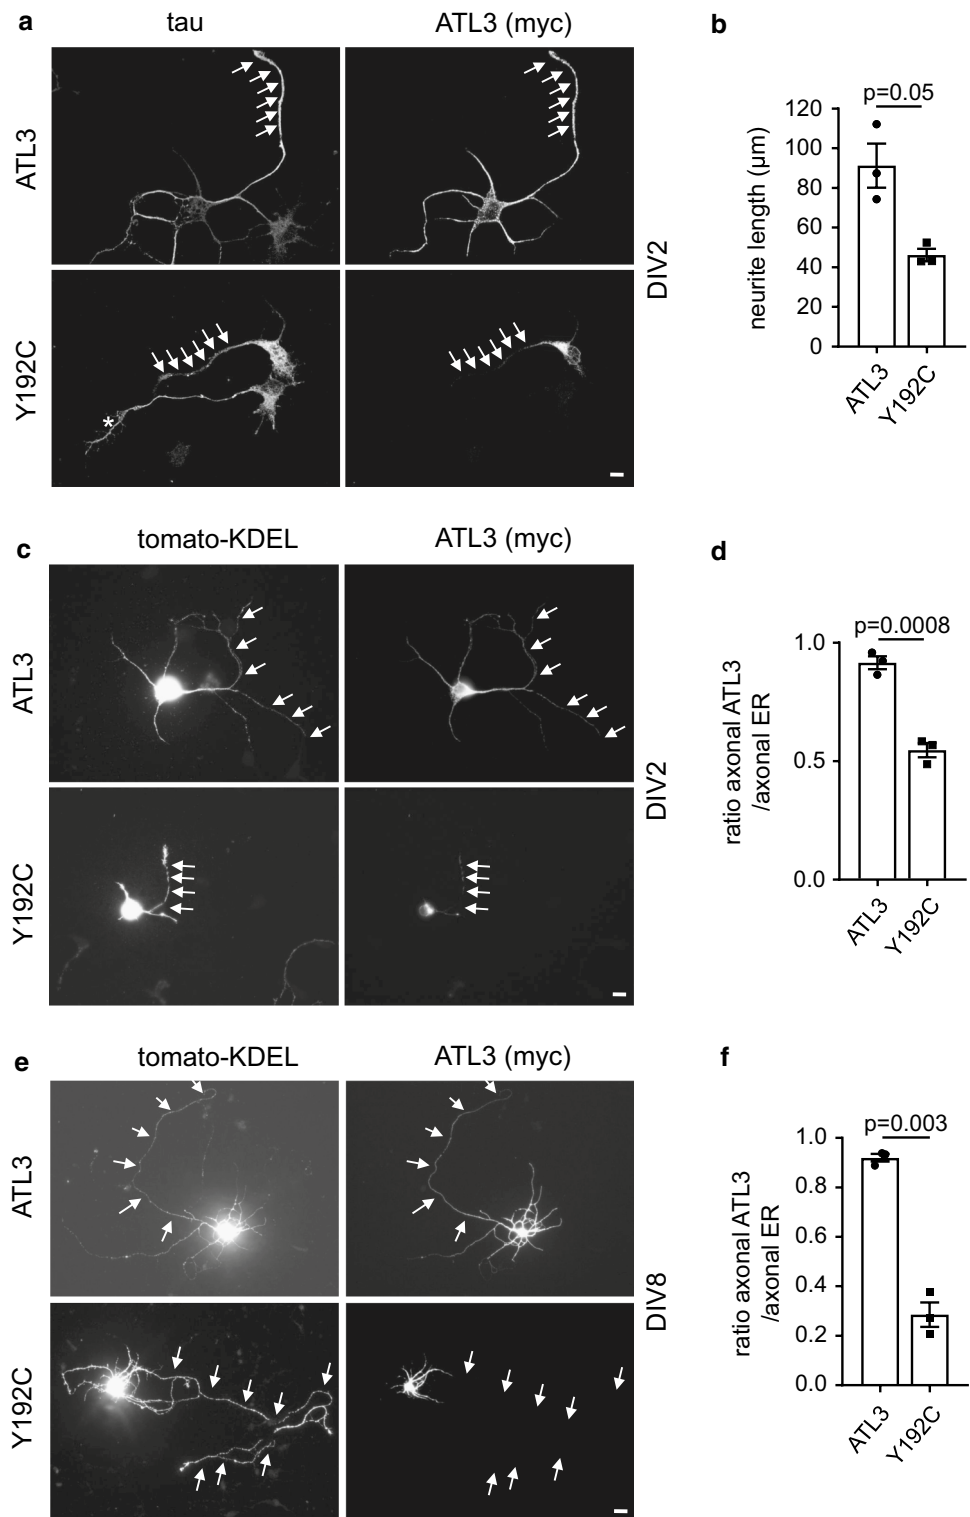 a
tau
ATL3 (myc)
ATL3
Y192C
*
DIV2
b
p=0.05
neurite length (µm)
120
100
80
60
40
20
0
ATL3
Y192C
c
tomato-KDEL
ATL3 (myc)
ATL3
Y192C
DIV2
d
p=0.0008
ratio axonal ATL3
/axonal ER
1.0
0.5
0.0
ATL3
Y192C
e
tomato-KDEL
ATL3 (myc)
ATL3
Y192C
DIV8
f
p=0.003
ratio axonal ATL3
/axonal ER
1.0
0.8
0.6
0.4
0.2
0
ATL3
Y192C